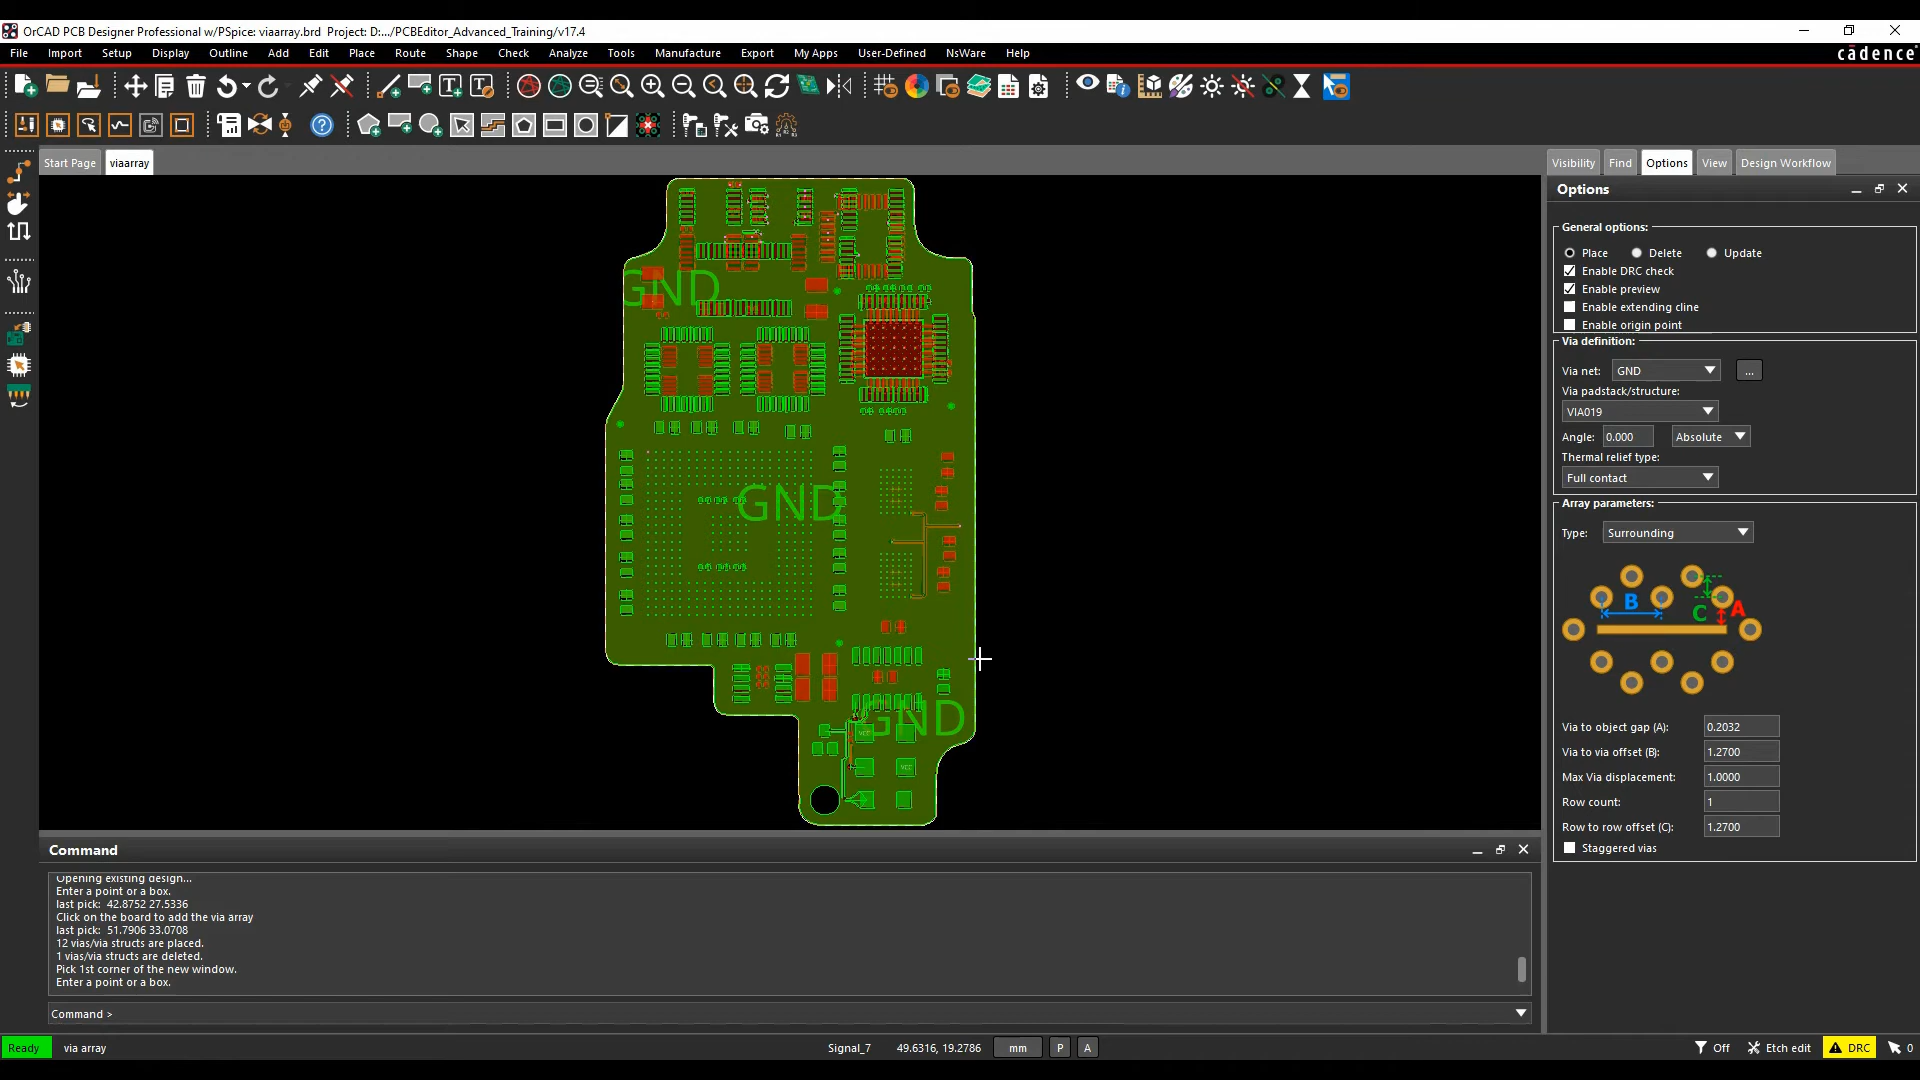 OrCAD PCB Designer Professional w/PSpice: viaarray.brd  Project: D:.../PCBEditor_Advanced_Training/v17.4
File Import Setup Display Outline Add Edit Place Route Shape Check Analyze Tools Manufacture Export My Apps User-Defined NsWare Help
cādence
Start Page viaarray
Visibility Find Options View Design Workflow
Options
General options:
Place Delete Update
Enable DRC check
Enable preview
Enable extending cline
Enable origin point
Via definition:
Via net: GND ...
Via padstack/structure:
VIA019
Angle: 0.000 Absolute
Thermal relief type:
Full contact
Array parameters:
Type: Surrounding
B C A
Via to object gap (A): 0.2032
Via to via offset (B): 1.2700
Max Via displacement: 1.0000
Row count: 1
Row to row offset (C): 1.2700
Staggered vias
GND
GND
GND
VCC
VCC
Command
Opening existing design...
Enter a point or a box.
last pick:  42.8752 27.5336
Click on the board to add the via array
last pick:  51.7906 33.0708
12 vias/via structs are placed.
1 vias/via structs are deleted.
Pick 1st corner of the new window.
Enter a point or a box.
Command >
Ready via array Signal_7 49.6316, 19.2786 mm P A Off Etch edit DRC 0